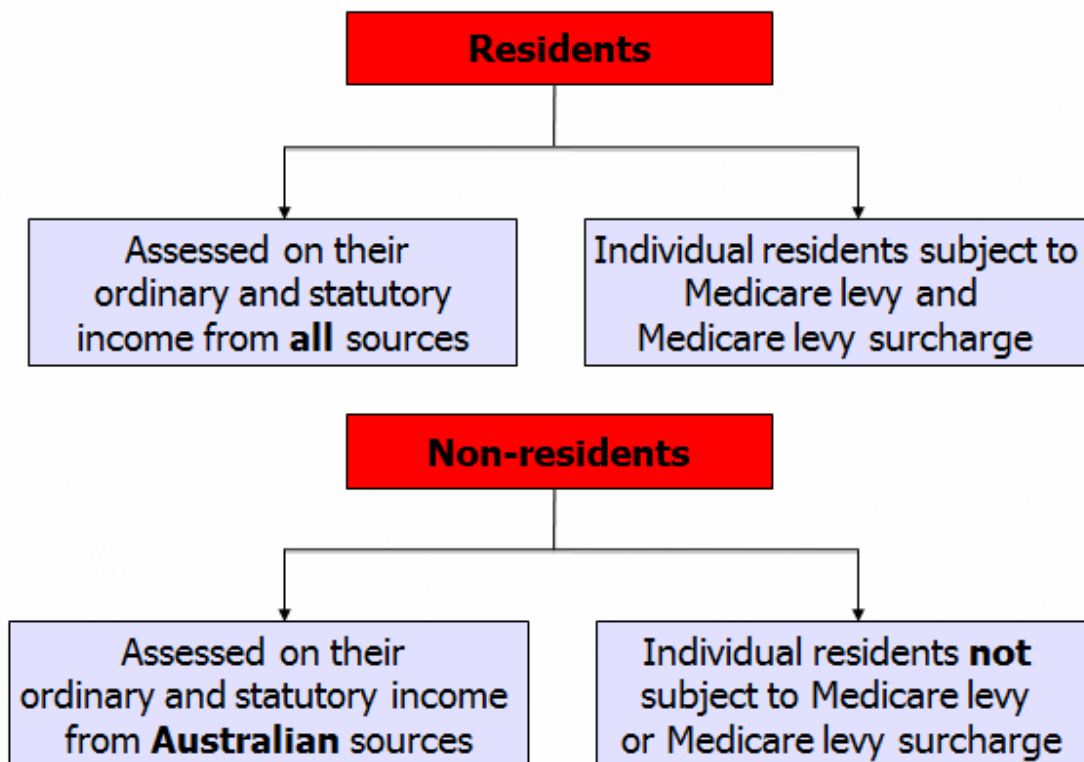 Residents
Assessed on their
ordinary and statutory
income from all sources
Individual residents subject to
Medicare levy and
Medicare levy surcharge
Non-residents
Assessed on their
ordinary and statutory income
from Australian sources
Individual residents not
subject to Medicare levy
or Medicare levy surcharge